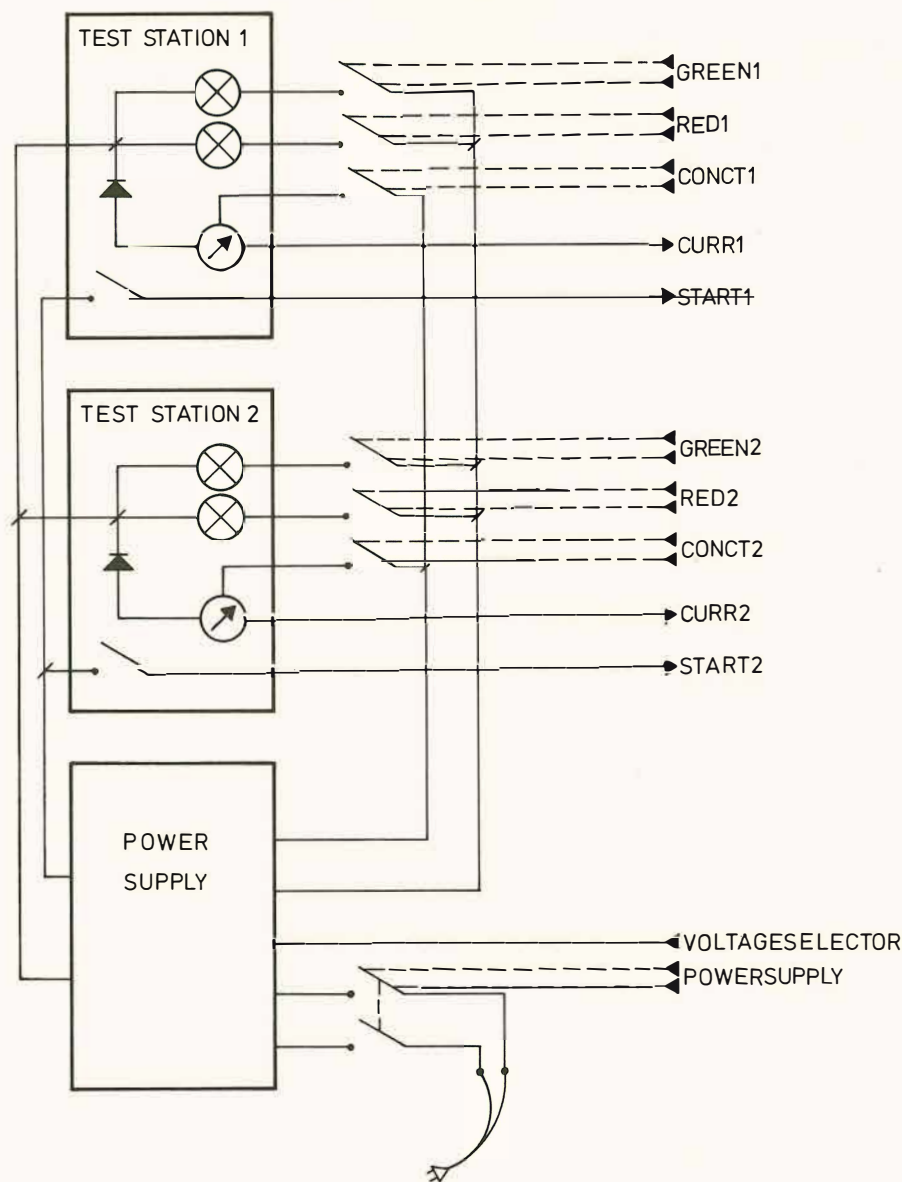 TEST STATION 1
GREEN1
RED1
CONCT1
CURR1
START1
TEST STATION 2
GREEN2
RED2
CONCT2
CURR2
START2
POWER
SUPPLY
VOLTAGESELECTOR
POWERSUPPLY